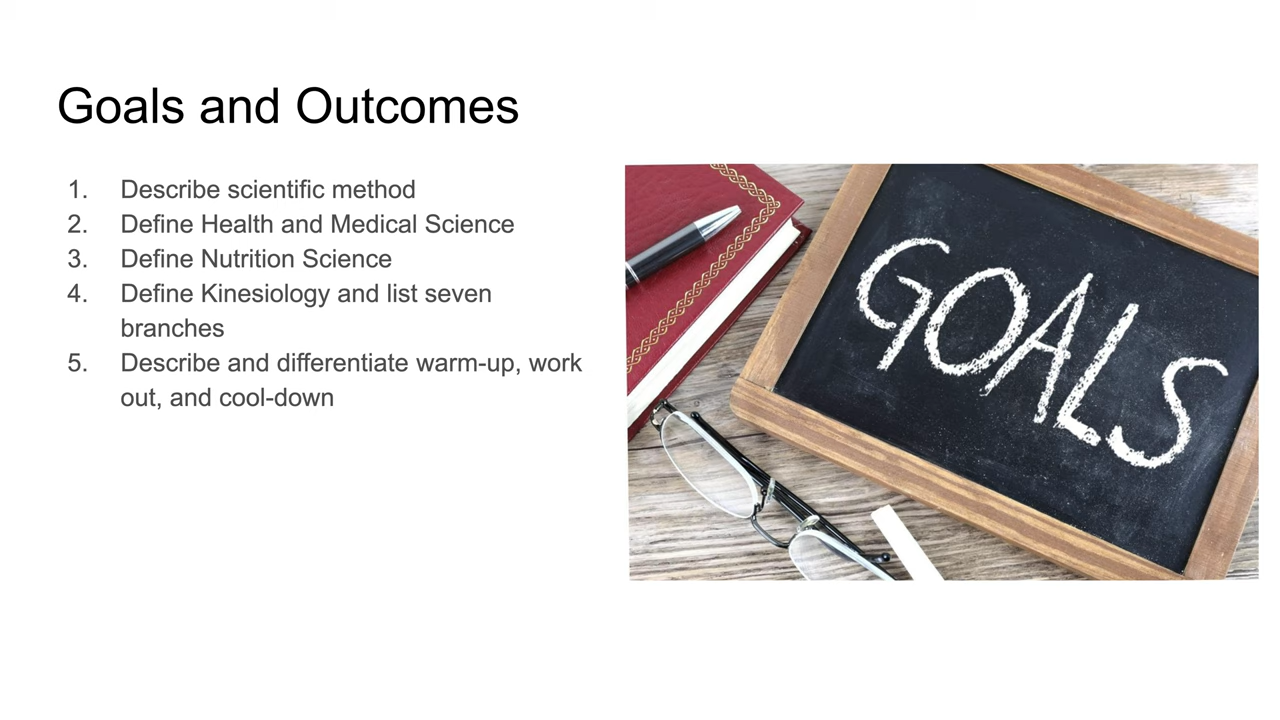 Goals and Outcomes
1. Describe scientific method
2. Define Health and Medical Science
3. Define Nutrition Science
4. Define Kinesiology and list seven
branches
5. Describe and differentiate warm-up, work
out, and cool-down
GOALS